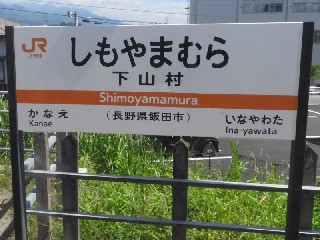 JR
しもやまむら
下山村
Shimoyamamura
かなえ
Kanae
(長野県飯田市)
いなやわた
Ina-yawata